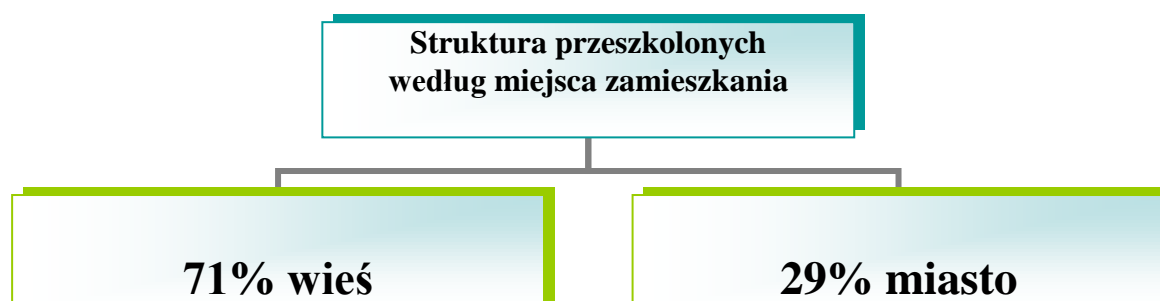 Struktura przeszkolonych
według miejsca zamieszkania
71% wieś
29% miasto